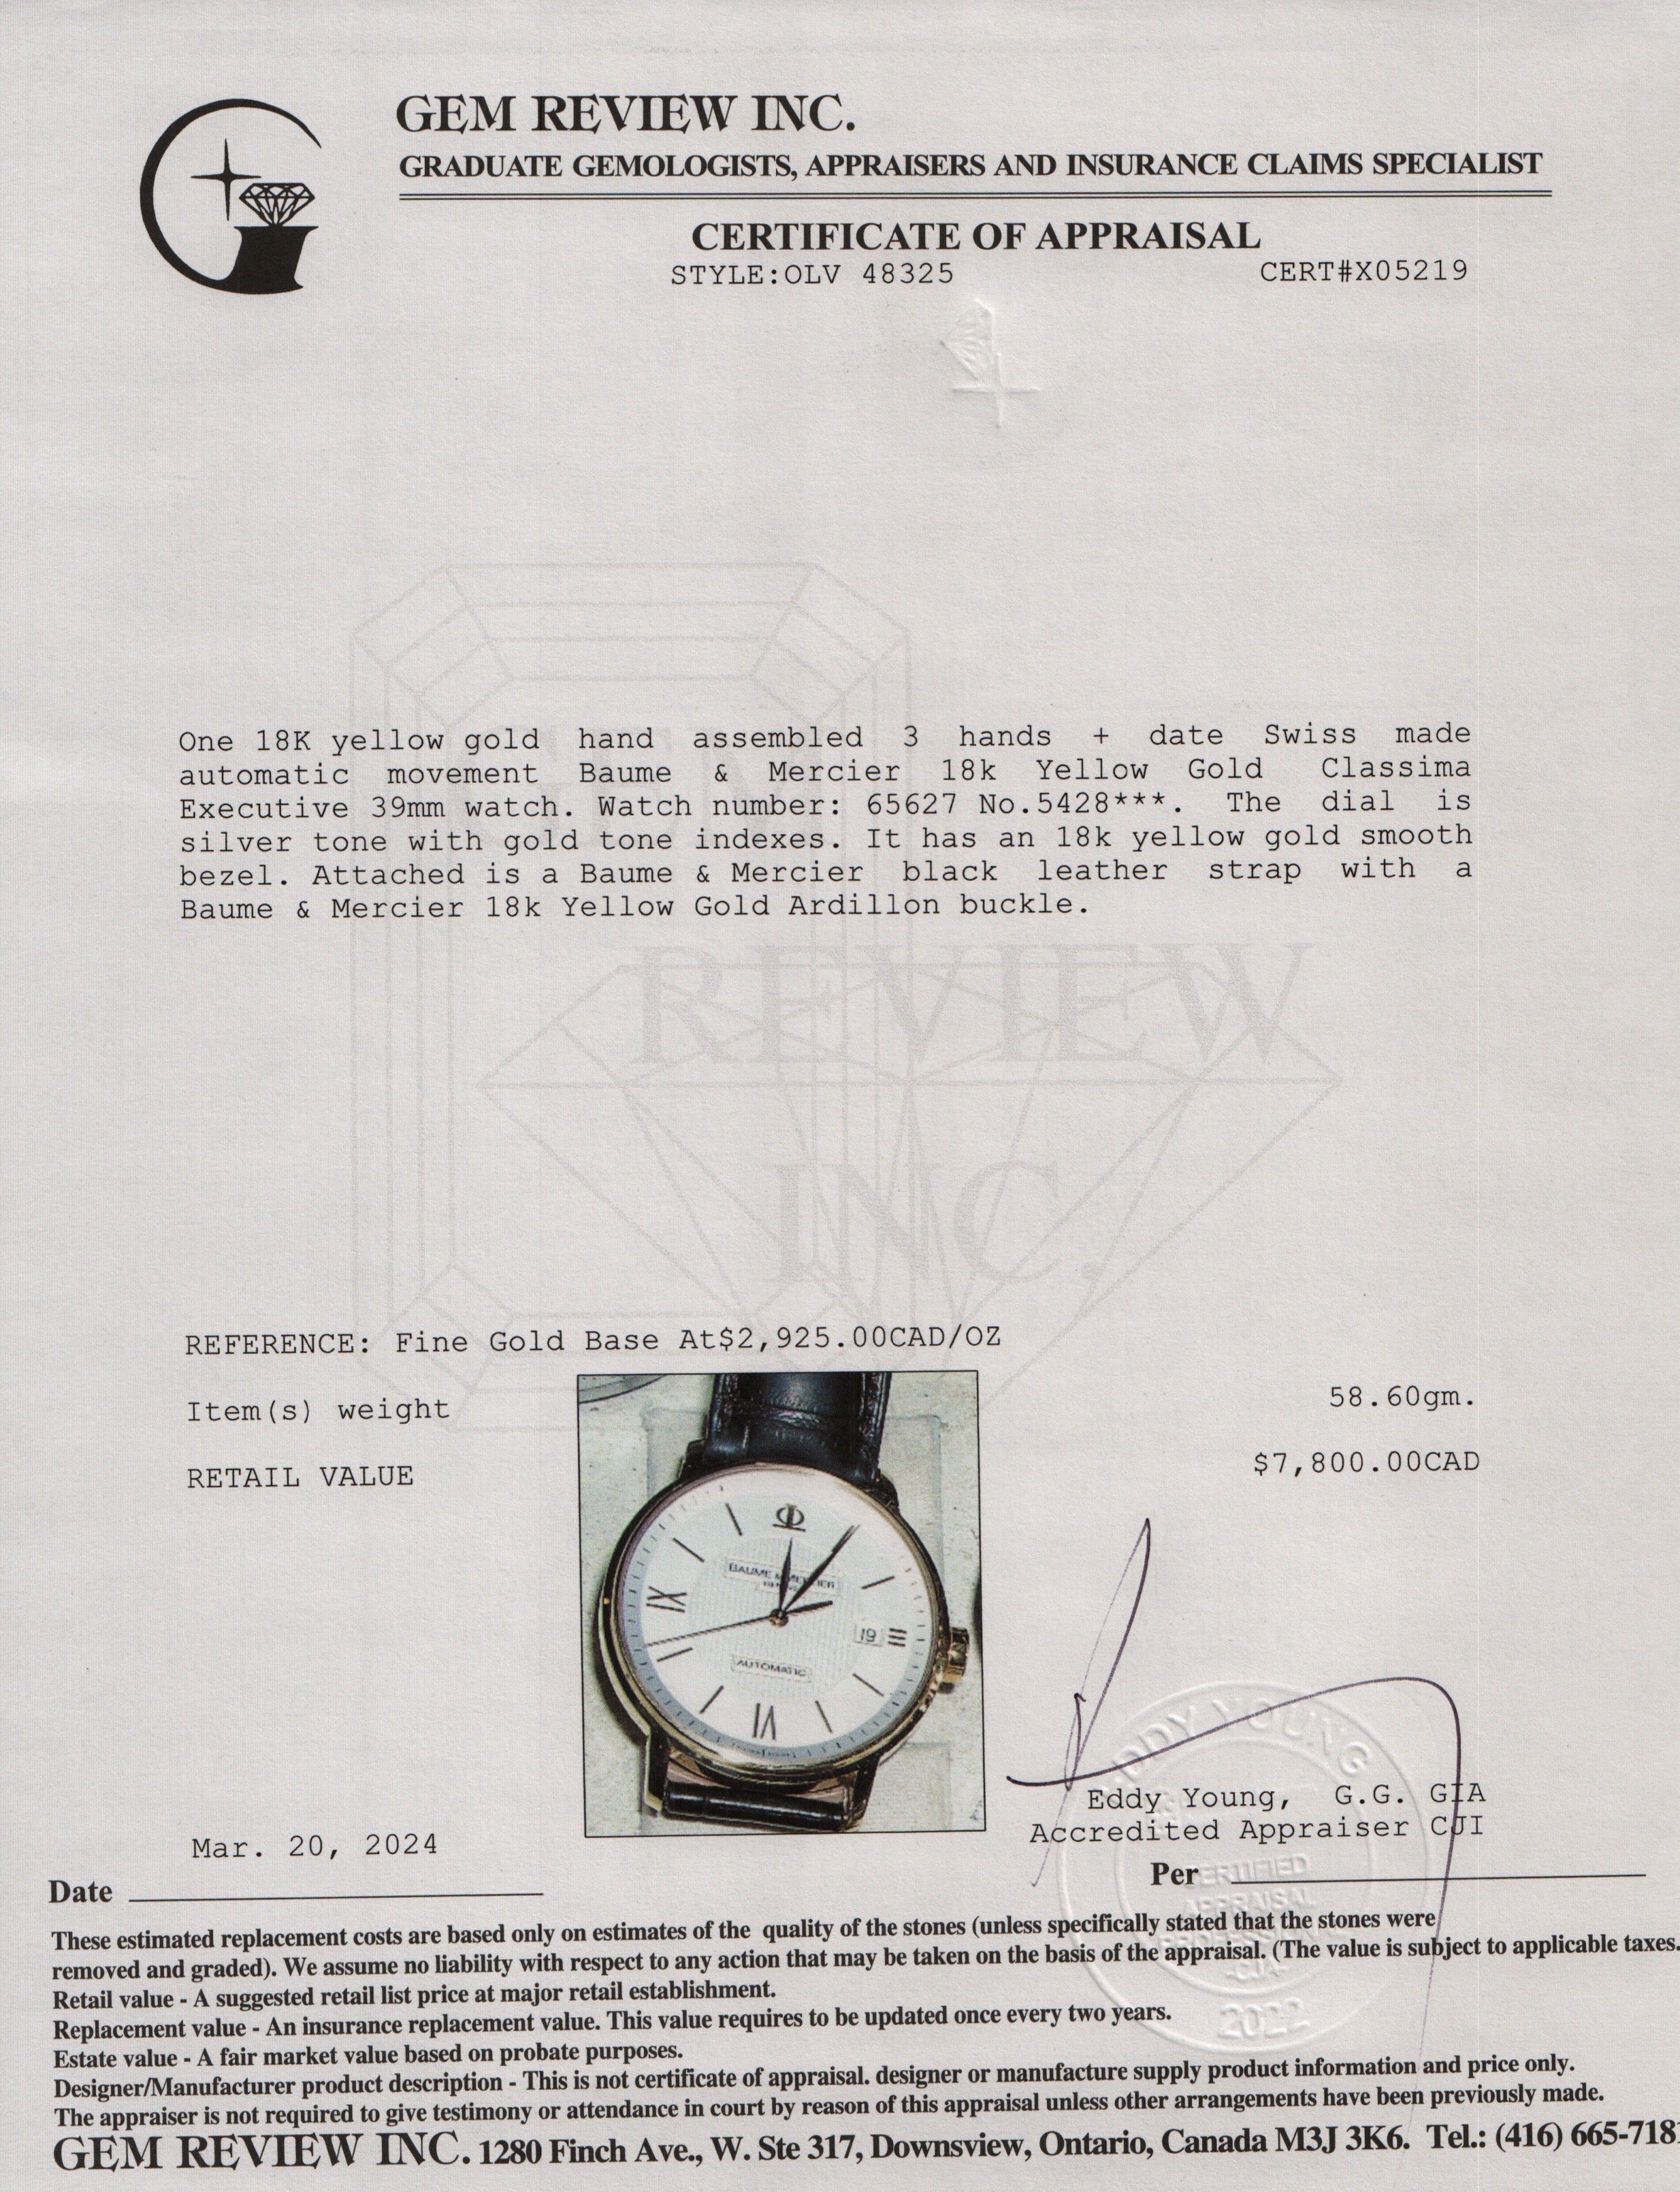 GEM REVIEW INC.
GRADUATE GEMOLOGISTS, APPRAISERS AND INSURANCE CLAIMS SPECIALIST
CERTIFICATE OF APPRAISAL
STYLE:OLV 48325 CERT#X05219
One 18K yellow gold hand assembled 3 hands + date Swiss made
automatic movement Baume & Mercier 18k Yellow Gold Classima
Executive 39mm watch. Watch number: 65627 No.5428***. The dial is
silver tone with gold tone indexes. It has an 18k yellow gold smooth
bezel. Attached is a Baume & Mercier black leather strap with a
Baume & Mercier 18k Yellow Gold Ardillon buckle.
REVIEW
INC.
REFERENCE: Fine Gold Base At$2,925.00CAD/OZ
Item(s) weight 58.60gm.
RETAIL VALUE $7,800.00CAD
BAUME & MERCIER
IX
19
AUTOMATIC
VI
EDDY YOUNG
Eddy Young, G.G. GIA
Accredited Appraiser CJI
CERTIFIED
APPRAISAL
2022
Mar. 20, 2024
Date
Per
These estimated replacement costs are based only on estimates of the quality of the stones (unless specifically stated that the stones were
removed and graded). We assume no liability with respect to any action that may be taken on the basis of the appraisal. (The value is subject to applicable taxes.
Retail value - A suggested retail list price at major retail establishment.
Replacement value - An insurance replacement value. This value requires to be updated once every two years.
Estate value - A fair market value based on probate purposes.
Designer/Manufacturer product description - This is not certificate of appraisal. designer or manufacture supply product information and price only.
The appraiser is not required to give testimony or attendance in court by reason of this appraisal unless other arrangements have been previously made.
GEM REVIEW INC. 1280 Finch Ave., W. Ste 317, Downsview, Ontario, Canada M3J 3K6. Tel.: (416) 665-718